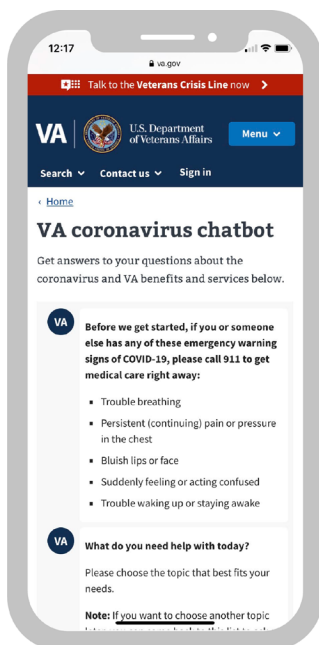 12:17
va.gov
Talk to the Veterans Crisis Line now
VA
U.S. Department
of Veterans Affairs
Menu
Search
Contact us
Sign in
‹ Home
VA coronavirus chatbot
Get answers to your questions about the
coronavirus and VA benefits and services below.
VA
Before we get started, if you or someone
else has any of these emergency warning
signs of COVID-19, please call 911 to get
medical care right away:
▪ Trouble breathing
▪ Persistent (continuing) pain or pressure
in the chest
▪ Bluish lips or face
▪ Suddenly feeling or acting confused
▪ Trouble waking up or staying awake
VA
What do you need help with today?
Please choose the topic that best fits your
needs.
Note: If you want to choose another topic